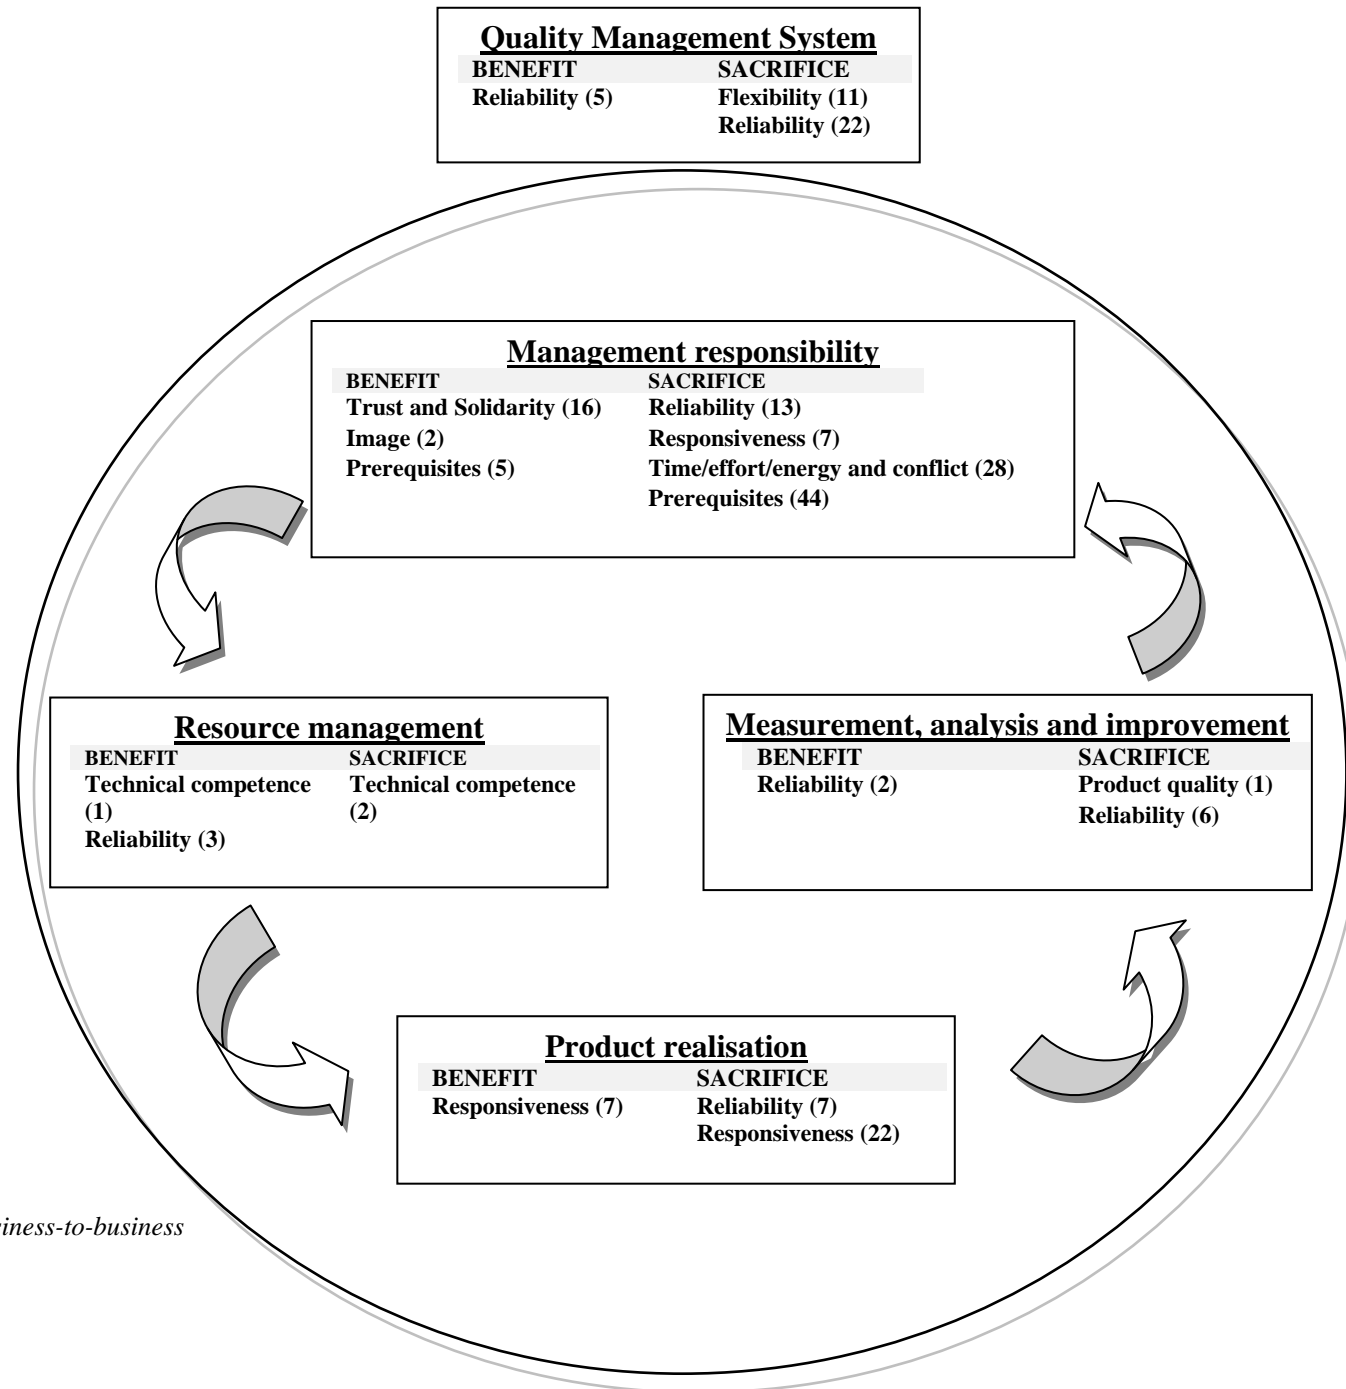 Quality Management System
BENEFIT SACRIFICE
Reliability (5) Flexibility (11)
Reliability (22)
Management responsibility
BENEFIT SACRIFICE
Trust and Solidarity (16) Reliability (13)
Image (2) Responsiveness (7)
Prerequisites (5) Time/effort/energy and conflict (28)
Prerequisites (44)
Resource management
BENEFIT SACRIFICE
Technical competence Technical competence
(1) (2)
Reliability (3)
Measurement, analysis and improvement
BENEFIT SACRIFICE
Reliability (2) Product quality (1)
Reliability (6)
Product realisation
BENEFIT SACRIFICE
Responsiveness (7) Reliability (7)
Responsiveness (22)
iness-to-business